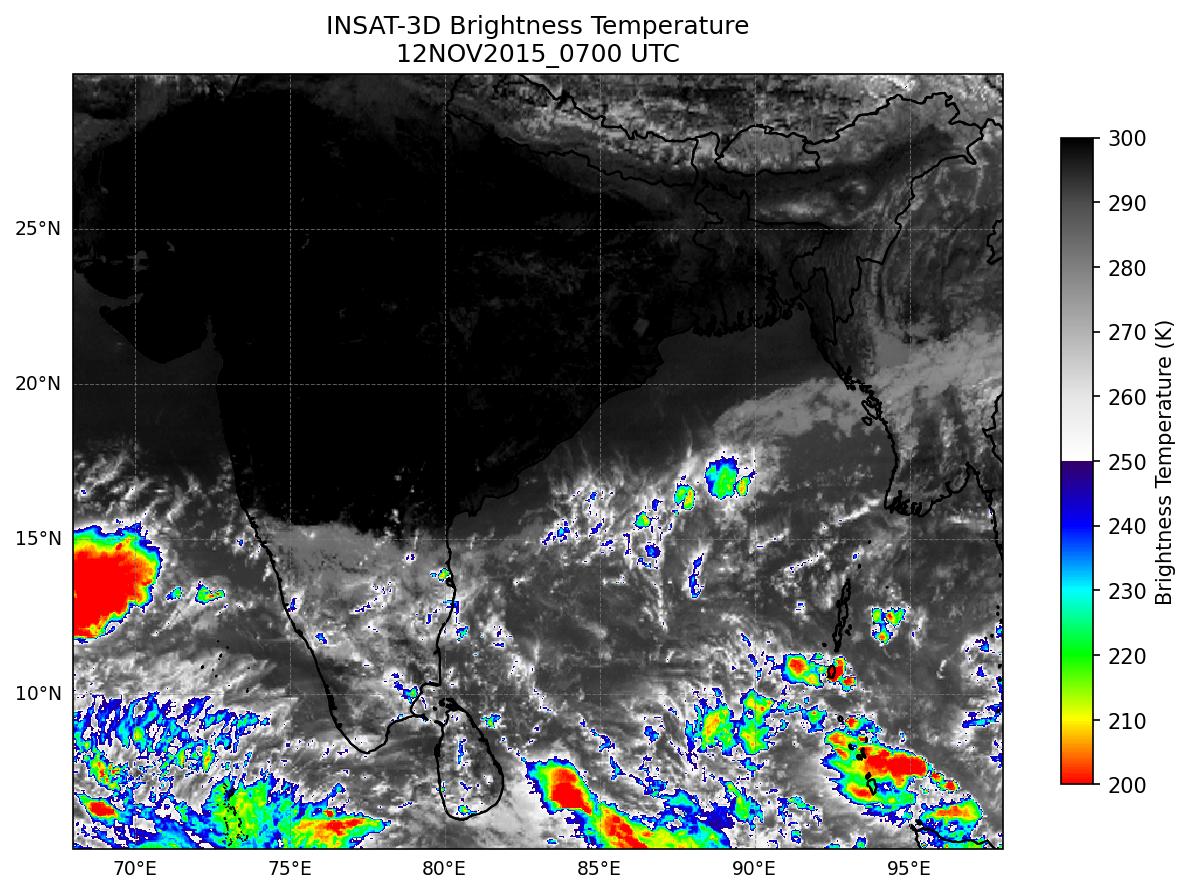 INSAT-3D Brightness Temperature
12NOV2015_0700 UTC
25°N
20°N
15°N
10°N
70°E
75°E
80°E
85°E
90°E
95°E
300
290
280
270
260
250
240
230
220
210
200
Brightness Temperature (K)